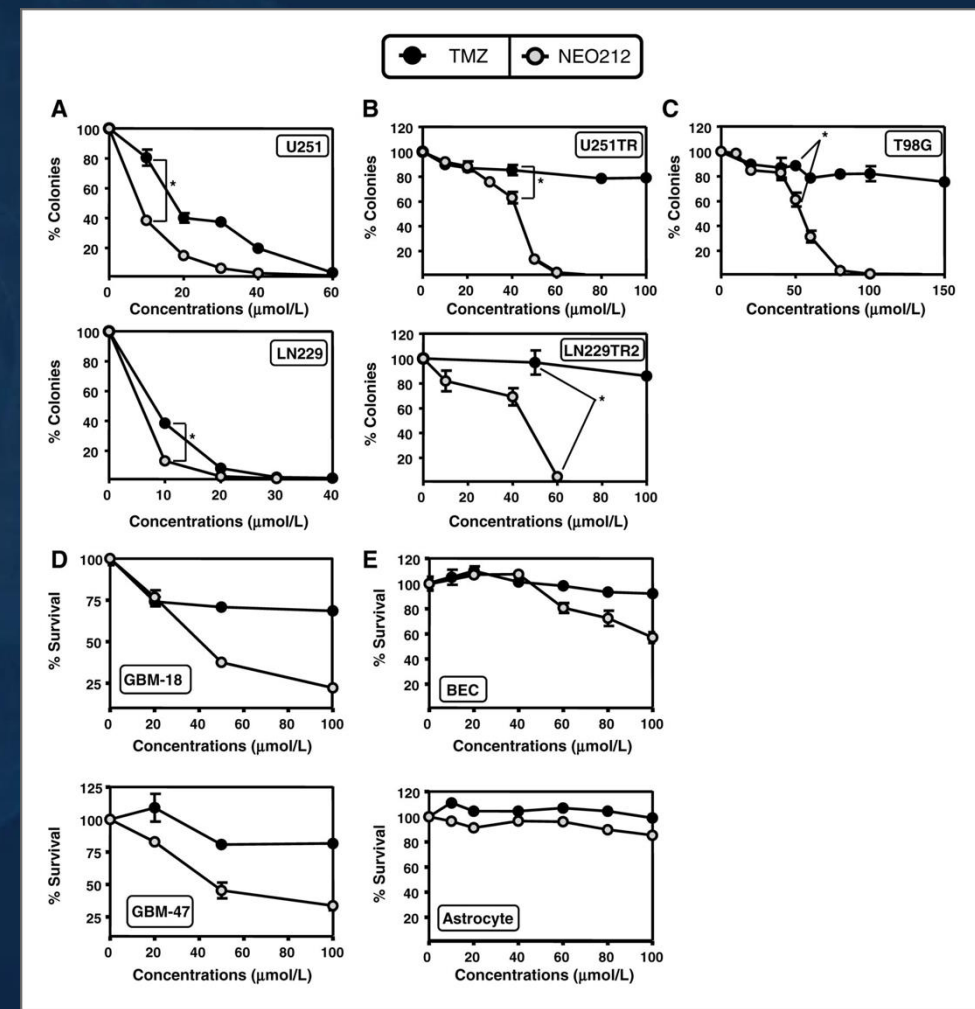 TMZ NEO212
A
U251
% Colonies
100
80
60
40
20
0 20 40 60
Concentrations (μmol/L)
*
LN229
% Colonies
100
80
60
40
20
0 10 20 30 40
Concentrations (μmol/L)
*
B
U251TR
% Colonies
120
100
80
60
40
20
0 20 40 60 80 100
Concentrations (μmol/L)
*
LN229TR2
% Colonies
120
100
80
60
40
20
0 20 40 60 100
Concentrations (μmol/L)
*
C
T98G
% Colonies
120
100
80
60
40
20
0 50 100 150
Concentrations (μmol/L)
*
D
GBM-18
% Survival
100
75
50
25
0 20 40 60 80 100
Concentrations (μmol/L)
GBM-47
% Survival
125
100
75
50
25
0 20 40 60 80 100
Concentrations (μmol/L)
E
BEC
% Survival
120
100
80
60
40
20
0 20 40 60 80 100
Concentrations (μmol/L)
Astrocyte
% Survival
120
100
80
60
40
20
0 20 40 60 80 100
Concentrations (μmol/L)